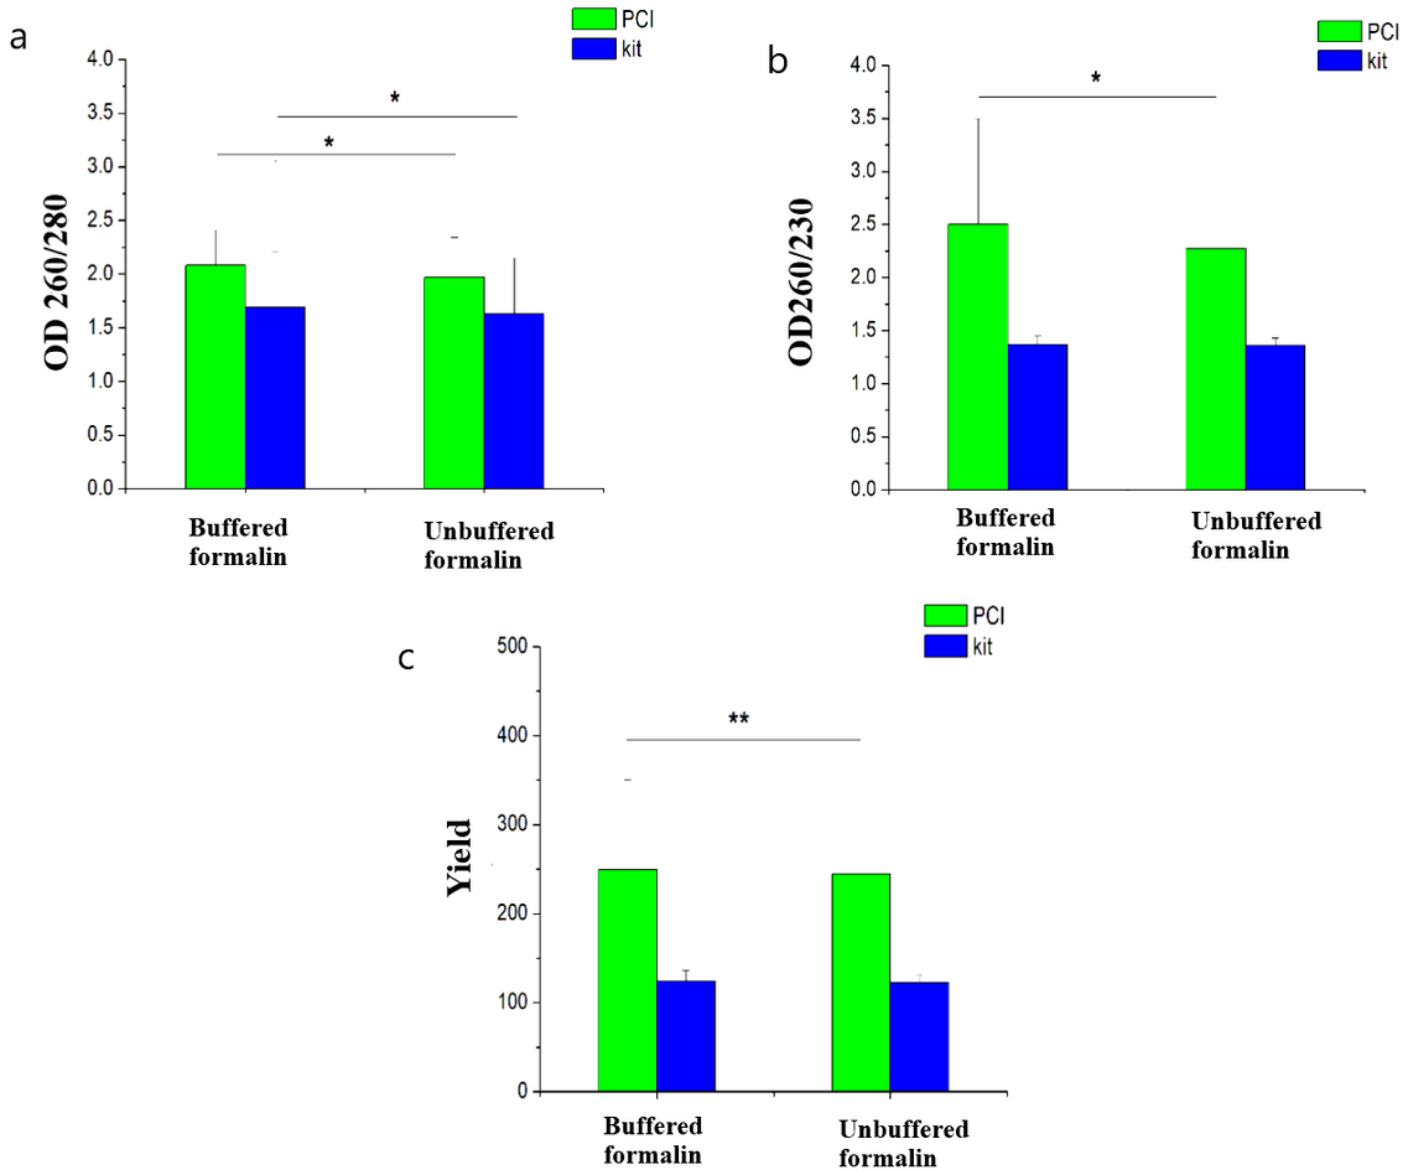 a
PCI
kit
4.0
3.5
3.0
2.5
2.0
1.5
1.0
0.5
0.0
OD 260/280
*
*
Buffered
formalin
Unbuffered
formalin
b
PCI
kit
4.0
3.5
3.0
2.5
2.0
1.5
1.0
0.5
0.0
OD260/230
*
Buffered
formalin
Unbuffered
formalin
c
PCI
kit
500
400
300
200
100
0
Yield
**
Buffered
formalin
Unbuffered
formalin